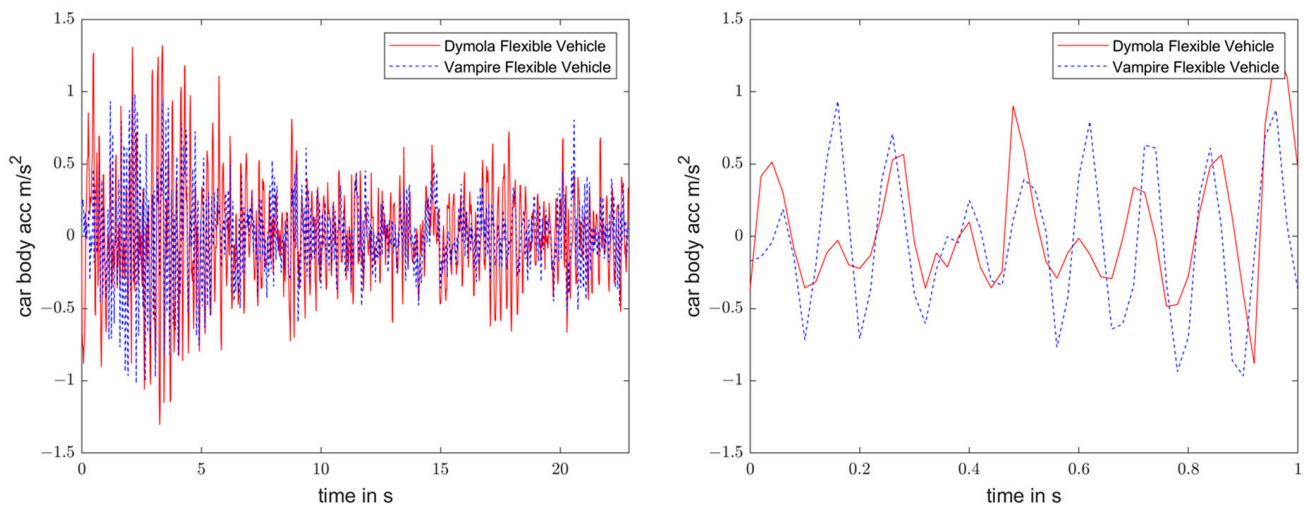 1.5
1
0.5
0
−0.5
−1
−1.5
car body acc m/s²
0 5 10 15 20
time in s
Dymola Flexible Vehicle
Vampire Flexible Vehicle
1.5
1
0.5
0
−0.5
−1
−1.5
car body acc m/s²
0 0.2 0.4 0.6 0.8 1
time in s
Dymola Flexible Vehicle
Vampire Flexible Vehicle